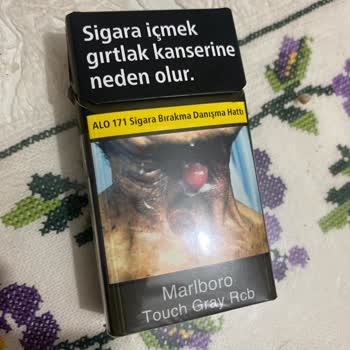 Sigara içmek
gırtlak kanserine
neden olur.
ALO 171 Sigara Bırakma Danışma Hattı
Marlboro
Touch Gray Rcb